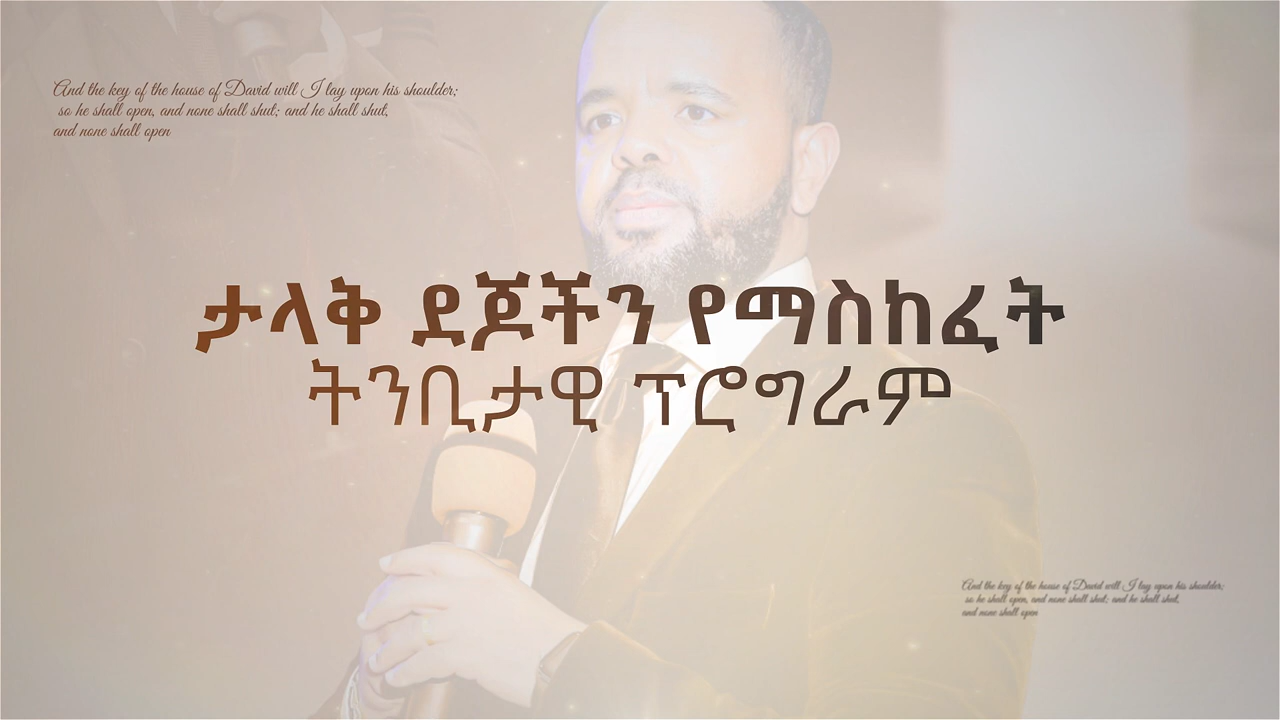 And the key of the house of David will I lay upon his shoulder;
so he shall open, and none shall shut; and he shall shut,
and none shall open
ታላቅ ደጆችን የማስከፈት
ትንቢታዊ ፕሮግራም
And the key of the house of David will I lay upon his shoulder;
so he shall open, and none shall shut; and he shall shut,
and none shall open